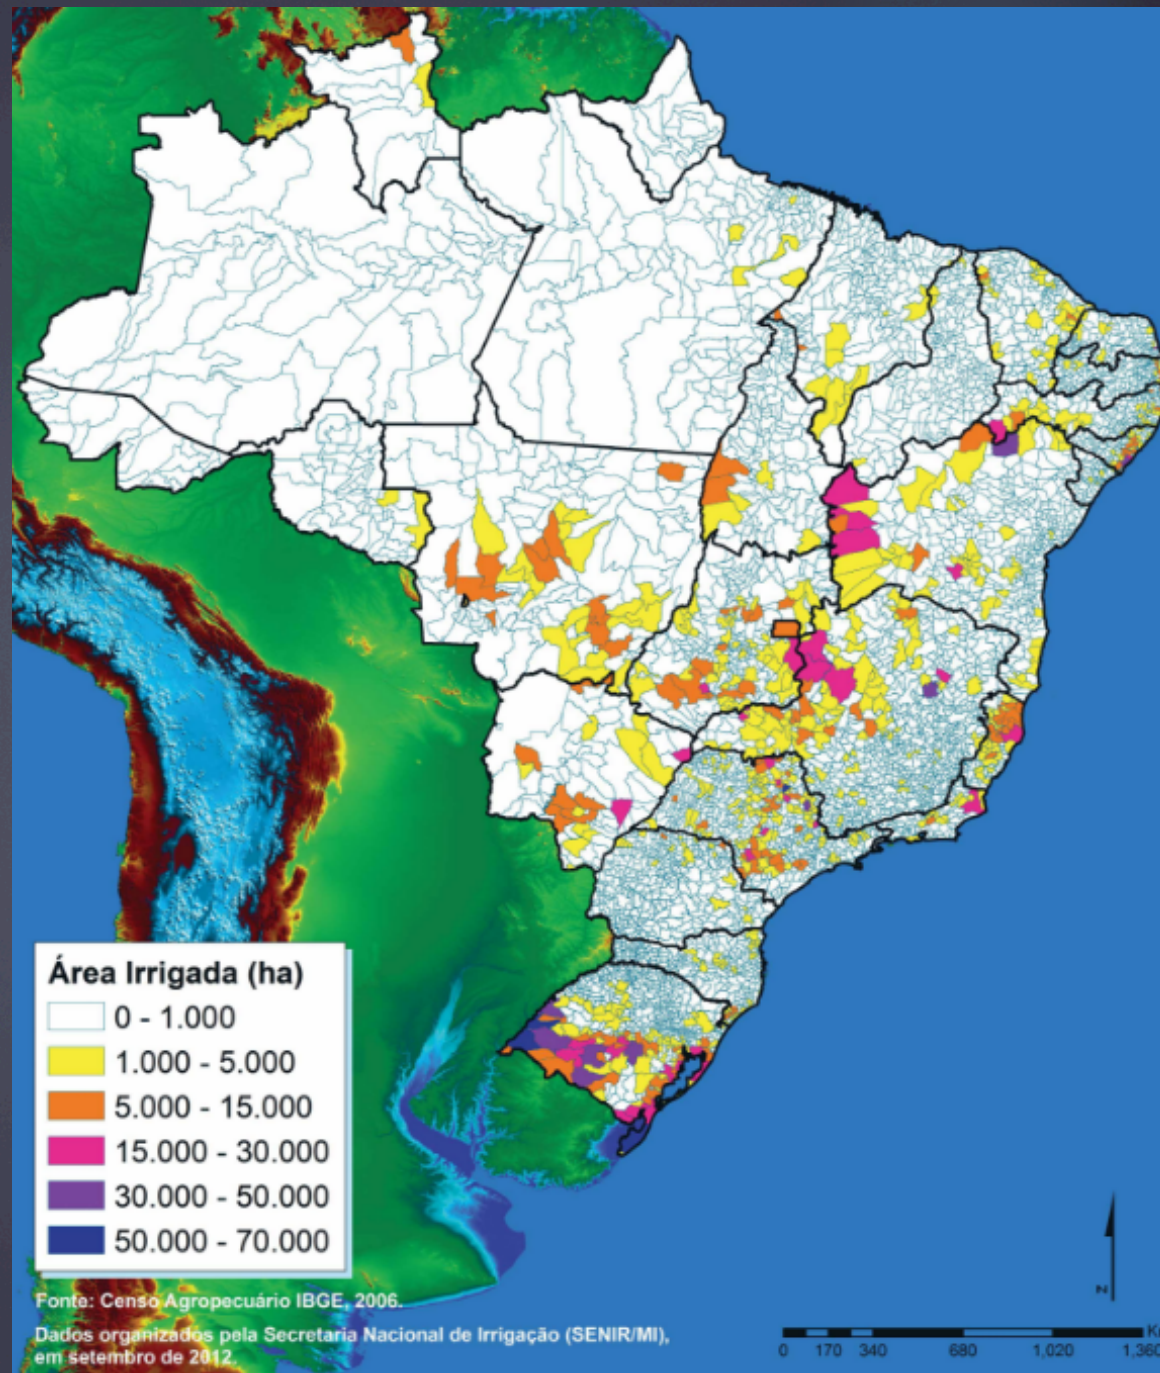 Área Irrigada (ha)
0 - 1.000
1.000 - 5.000
5.000 - 15.000
15.000 - 30.000
30.000 - 50.000
50.000 - 70.000
Fonte: Censo Agropecuário IBGE, 2006.
Dados organizados pela Secretaria Nacional de Irrigação (SENIR/MI),
em setembro de 2012.
N
K
0 170 340 680 1,020 1,360